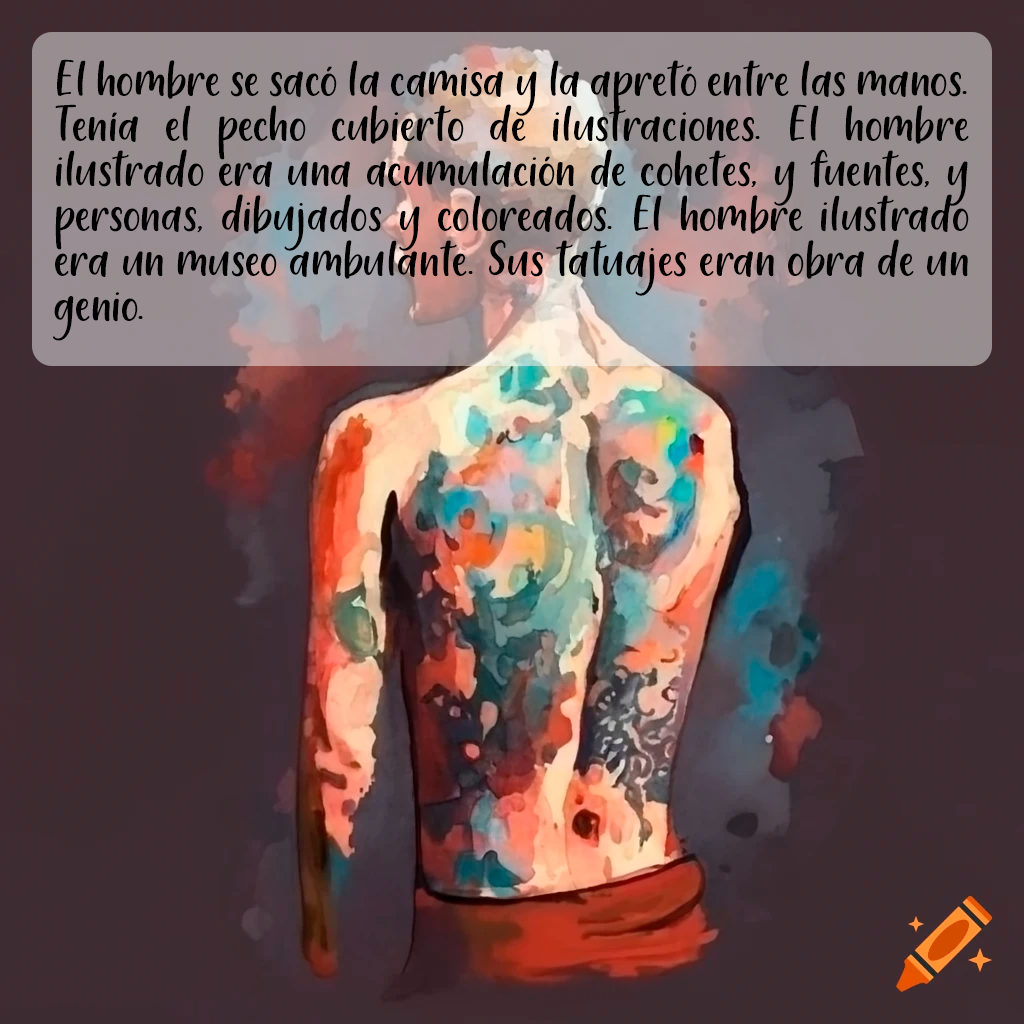 El hombre se sacó la camisa y la apretó entre las manos.
Tenía el pecho cubierto de ilustraciones. El hombre
ilustrado era una acumulación de cohetes, y fuentes, y
personas, dibujados y coloreados. El hombre ilustrado
era un museo ambulante. Sus tatuajes eran obra de un
genio.